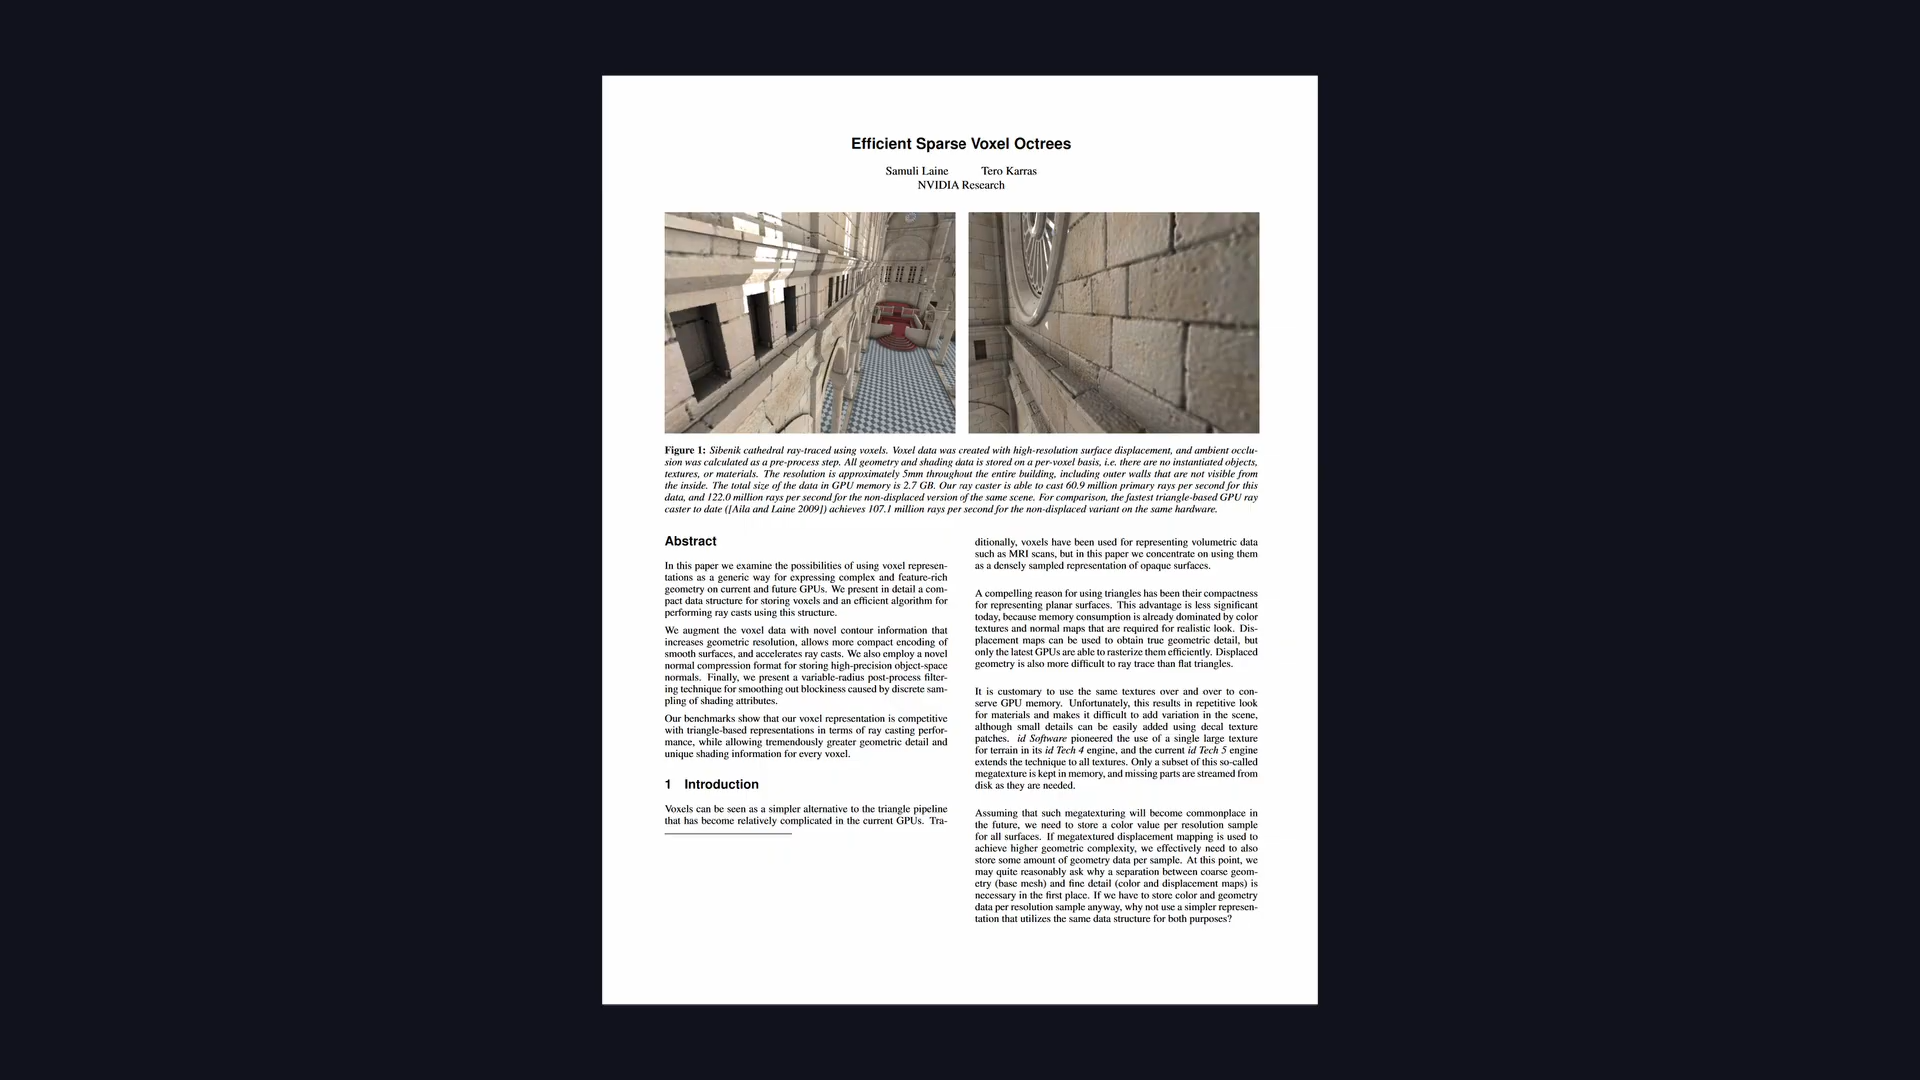 Efficient Sparse Voxel Octrees
Samuli Laine Tero Karras
NVIDIA Research
Figure 1: Sibenik cathedral ray-traced using voxels. Voxel data was created with high-resolution surface displacement, and ambient occlu-
sion was calculated as a pre-process step. All geometry and shading data is stored on a per-voxel basis, i.e. there are no instantiated objects,
textures, or materials. The resolution is approximately 5mm throughout the entire building, including outer walls that are not visible from
the inside. The total size of the data in GPU memory is 2.7 GB. Our ray caster is able to cast 60.9 million primary rays per second for this
data, and 122.0 million rays per second for the non-displaced version of the same scene. For comparison, the fastest triangle-based GPU ray
caster to date ([Aila and Laine 2009]) achieves 107.1 million rays per second for the non-displaced variant on the same hardware.
Abstract
In this paper we examine the possibilities of using voxel represen-
tations as a generic way for expressing complex and feature-rich
geometry on current and future GPUs. We present in detail a com-
pact data structure for storing voxels and an efficient algorithm for
performing ray casts using this structure.
We augment the voxel data with novel contour information that
increases geometric resolution, allows more compact encoding of
smooth surfaces, and accelerates ray casts. We also employ a novel
normal compression format for storing high-precision object-space
normals. Finally, we present a variable-radius post-process filter-
ing technique for smoothing out blockiness caused by discrete sam-
pling of shading attributes.
Our benchmarks show that our voxel representation is competitive
with triangle-based representations in terms of ray casting perfor-
mance, while allowing tremendously greater geometric detail and
unique shading information for every voxel.
1 Introduction
Voxels can be seen as a simpler alternative to the triangle pipeline
that has become relatively complicated in the current GPUs. Tra-
ditionally, voxels have been used for representing volumetric data
such as MRI scans, but in this paper we concentrate on using them
as a densely sampled representation of opaque surfaces.
A compelling reason for using triangles has been their compactness
for representing planar surfaces. This advantage is less significant
today, because memory consumption is already dominated by color
textures and normal maps that are required for realistic look. Dis-
placement maps can be used to obtain true geometric detail, but
only the latest GPUs are able to rasterize them efficiently. Displaced
geometry is also more difficult to ray trace than flat triangles.
It is customary to use the same textures over and over to con-
serve GPU memory. Unfortunately, this results in repetitive look
for materials and makes it difficult to add variation in the scene,
although small details can be easily added using decal texture
patches. id Software pioneered the use of a single large texture
for terrain in its id Tech 4 engine, and the current id Tech 5 engine
extends the technique to all textures. Only a subset of this so-called
megatexture is kept in memory, and missing parts are streamed from
disk as they are needed.
Assuming that such megatexturing will become commonplace in
the future, we need to store a color value per resolution sample
for all surfaces. If megatextured displacement mapping is used to
achieve higher geometric complexity, we effectively need to also
store some amount of geometry data per sample. At this point, we
may quite reasonably ask why a separation between coarse geom-
etry (base mesh) and fine detail (color and displacement maps) is
necessary in the first place. If we have to store color and geometry
data per resolution sample anyway, why not use a simpler represen-
tation that utilizes the same data structure for both purposes?